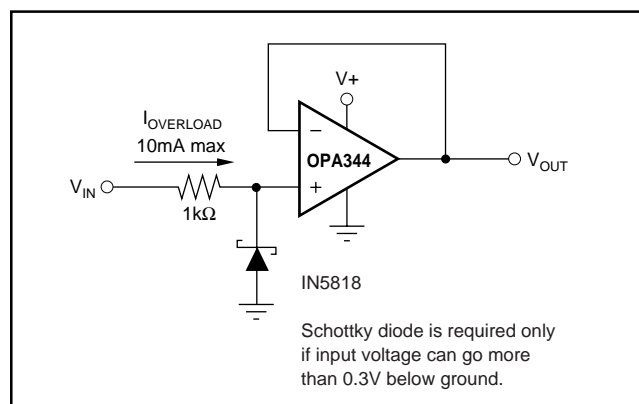 V+
I_OVERLOAD
10mA max
−
OPA344
V_OUT
V_IN
+
1kΩ
IN5818
Schottky diode is required only
if input voltage can go more
than 0.3V below ground.